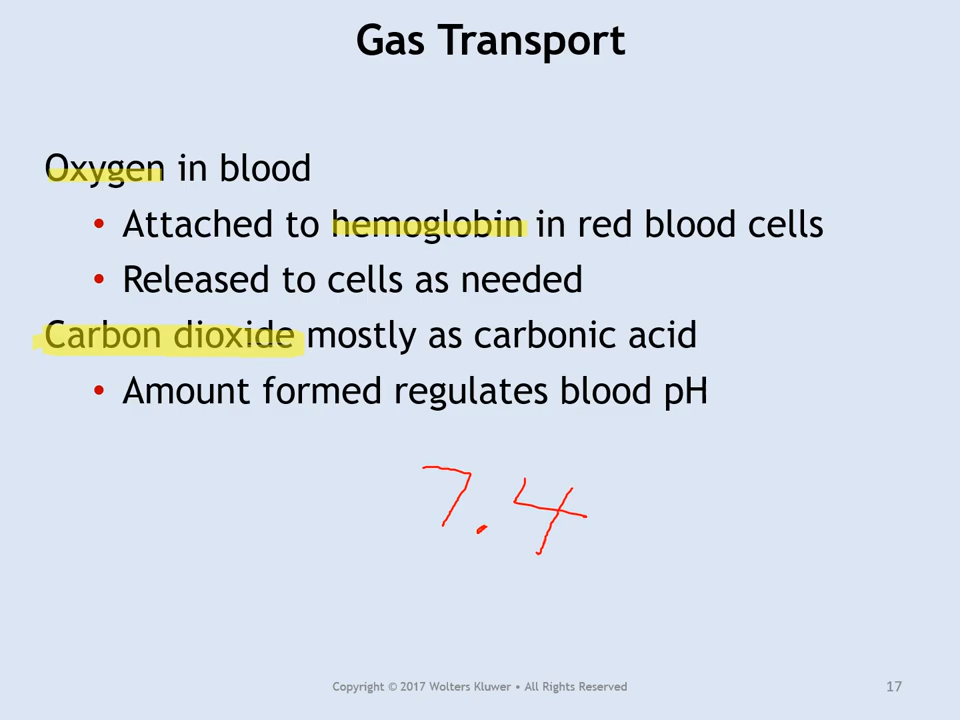 Gas Transport
Oxygen in blood
• Attached to hemoglobin in red blood cells
• Released to cells as needed
Carbon dioxide mostly as carbonic acid
• Amount formed regulates blood pH
7.4
Copyright © 2017 Wolters Kluwer • All Rights Reserved
17